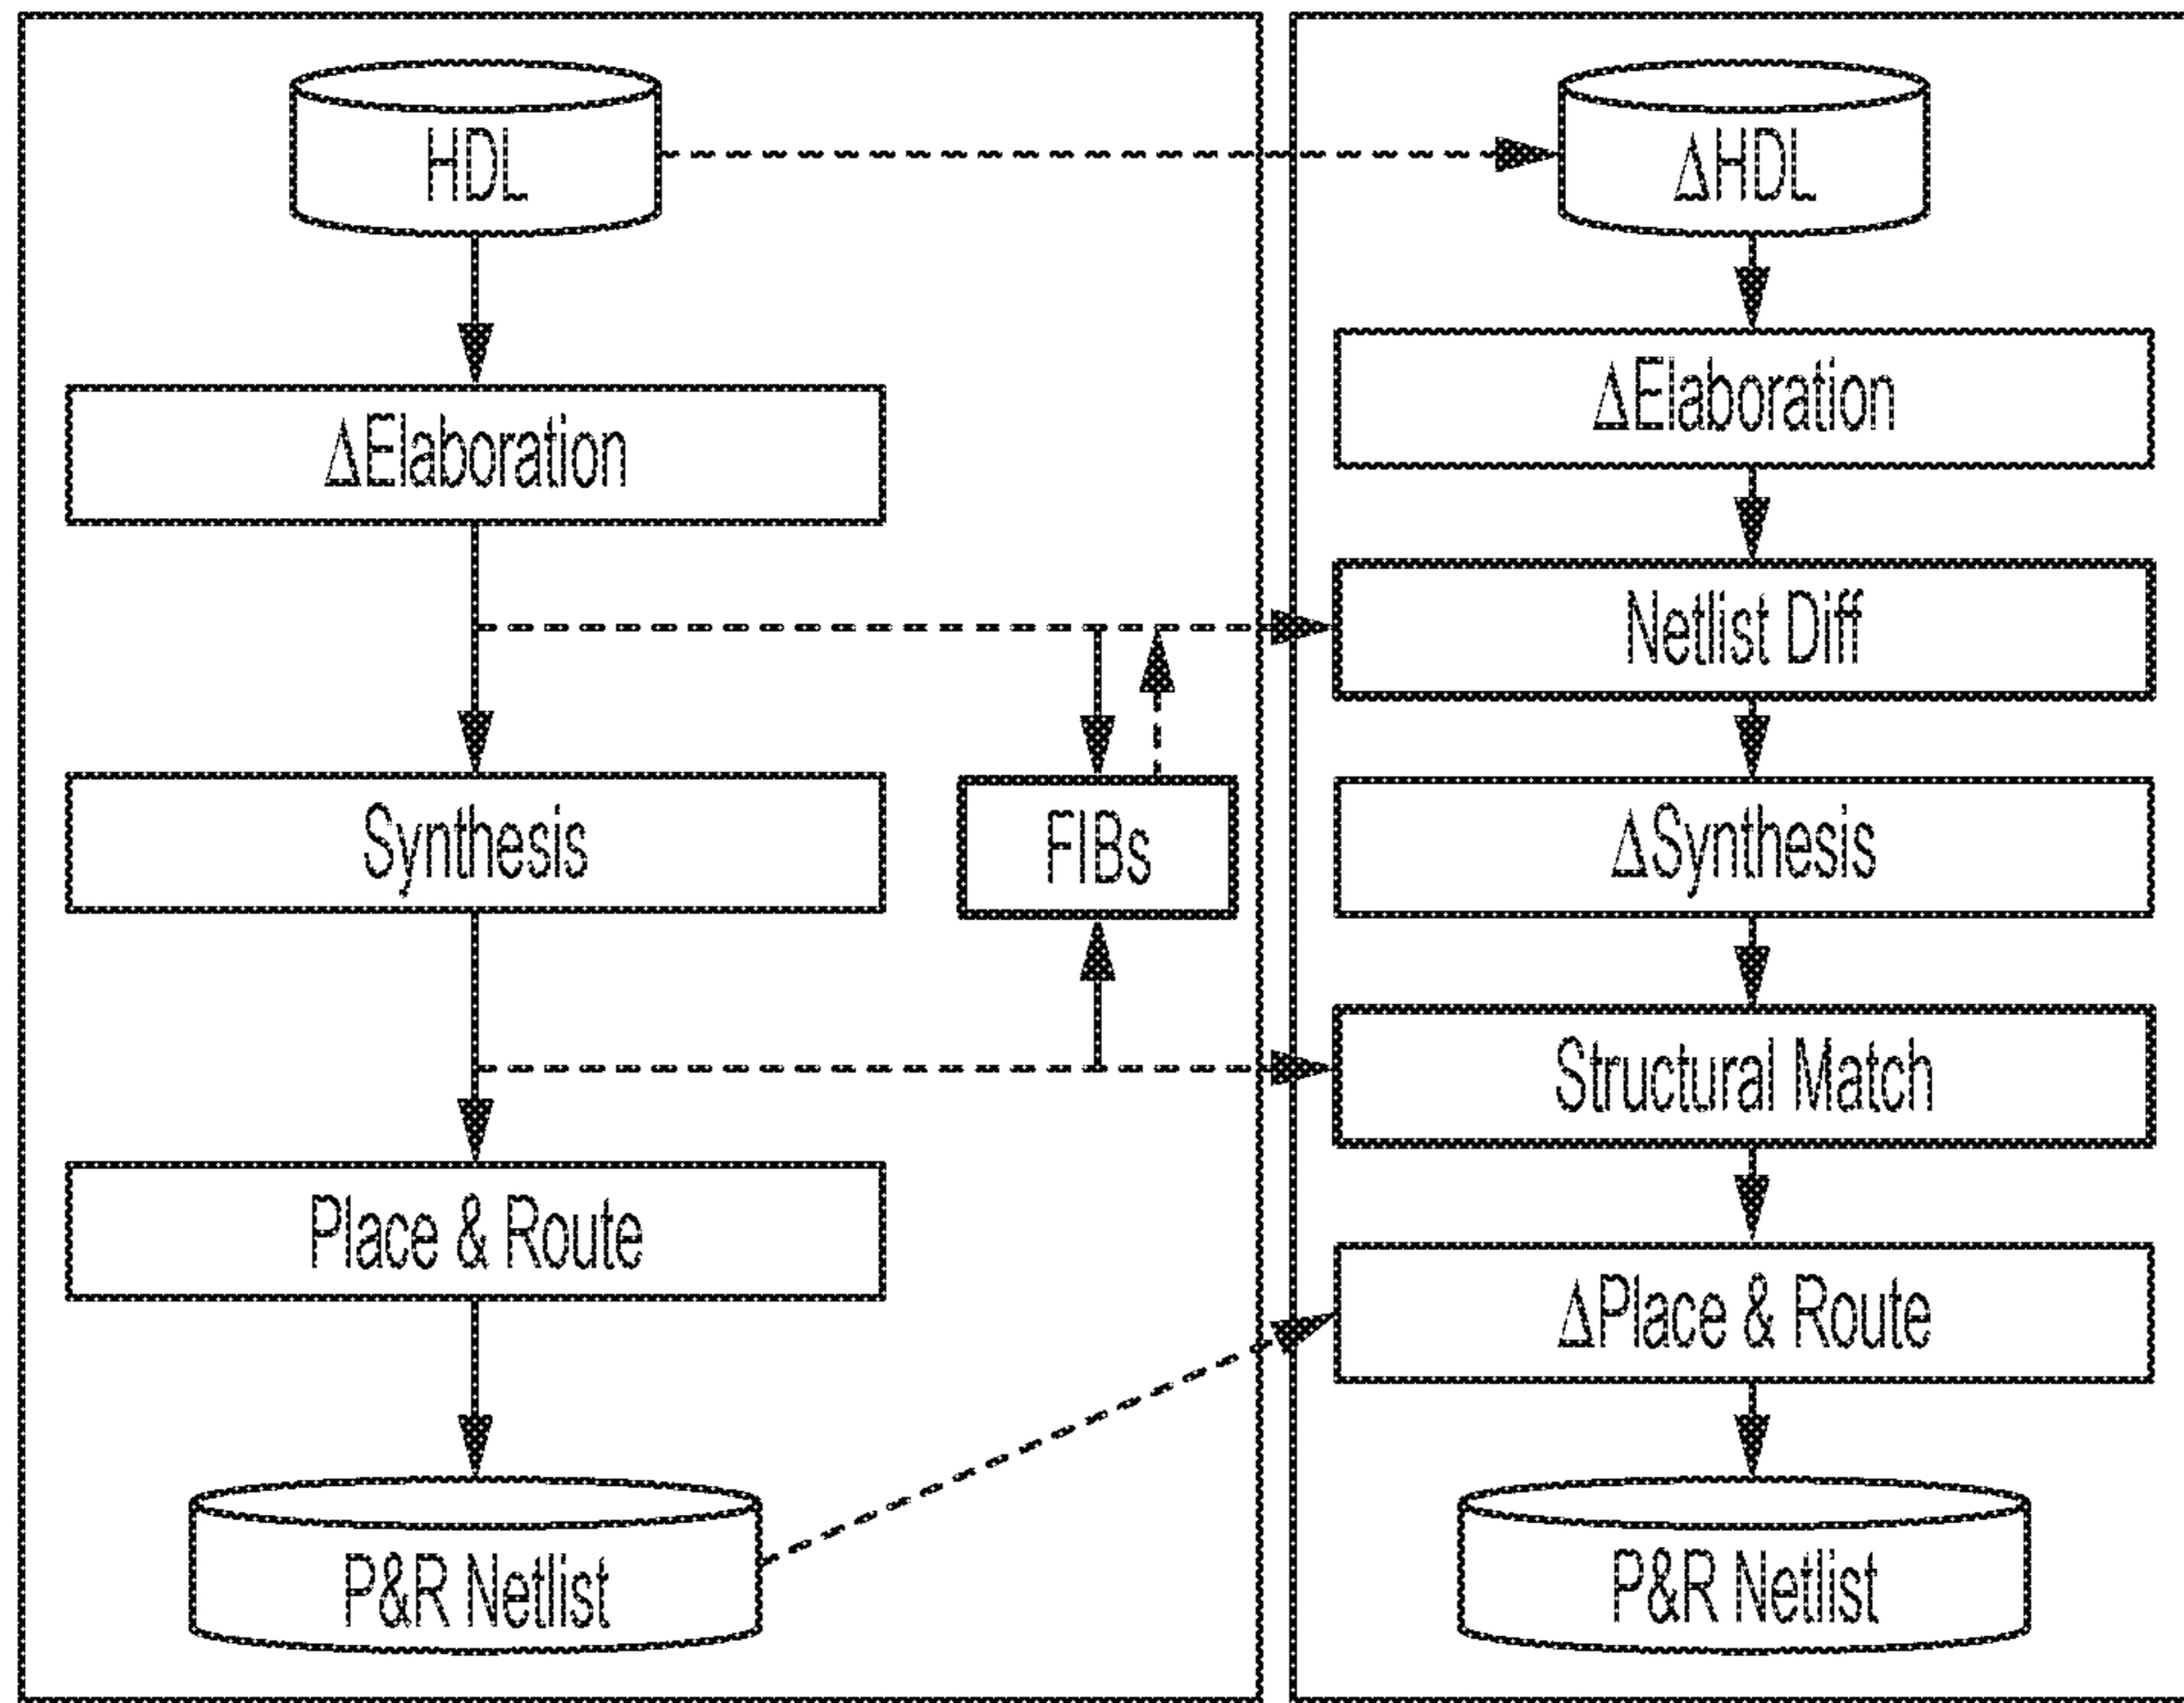 HDL
ΔElaboration
Synthesis
FIBs
Place & Route
P&R Netlist
ΔHDL
ΔElaboration
Netlist Diff
ΔSynthesis
Structural Match
ΔPlace & Route
P&R Netlist